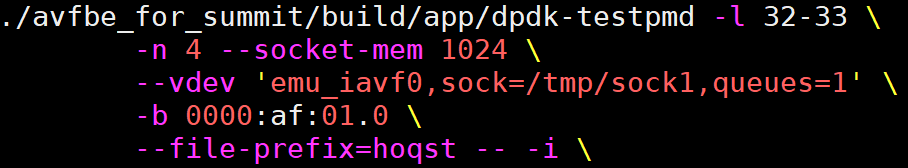 ./avfbe_for_summit/build/app/dpdk-testpmd -l 32-33 \
-n 4 --socket-mem 1024 \
--vdev 'emu_iavf0,sock=/tmp/sock1,queues=1' \
-b 0000:af:01.0 \
--file-prefix=hoqst -- -i \